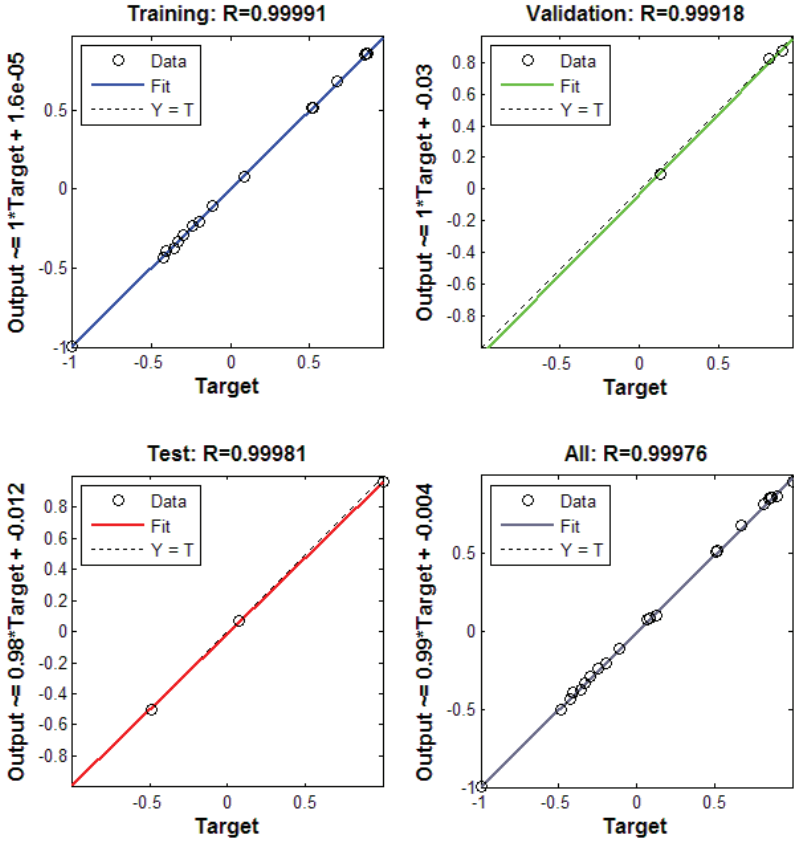 Training: R=0.99991
Output ~= 1*Target + 1.6e-05
Data
Fit
Y = T
0.5
0
-0.5
-1
-1 -0.5 0 0.5
Target
Validation: R=0.99918
Output ~= 1*Target + -0.03
Data
Fit
Y = T
0.8
0.6
0.4
0.2
0
-0.2
-0.4
-0.6
-0.8
-0.5 0 0.5
Target
Test: R=0.99981
Output ~= 0.98*Target + -0.012
Data
Fit
Y = T
0.8
0.6
0.4
0.2
0
-0.2
-0.4
-0.6
-0.8
-0.5 0 0.5
Target
All: R=0.99976
Output ~= 0.99*Target + -0.004
Data
Fit
Y = T
0.5
0
-0.5
-1
-1 -0.5 0 0.5
Target